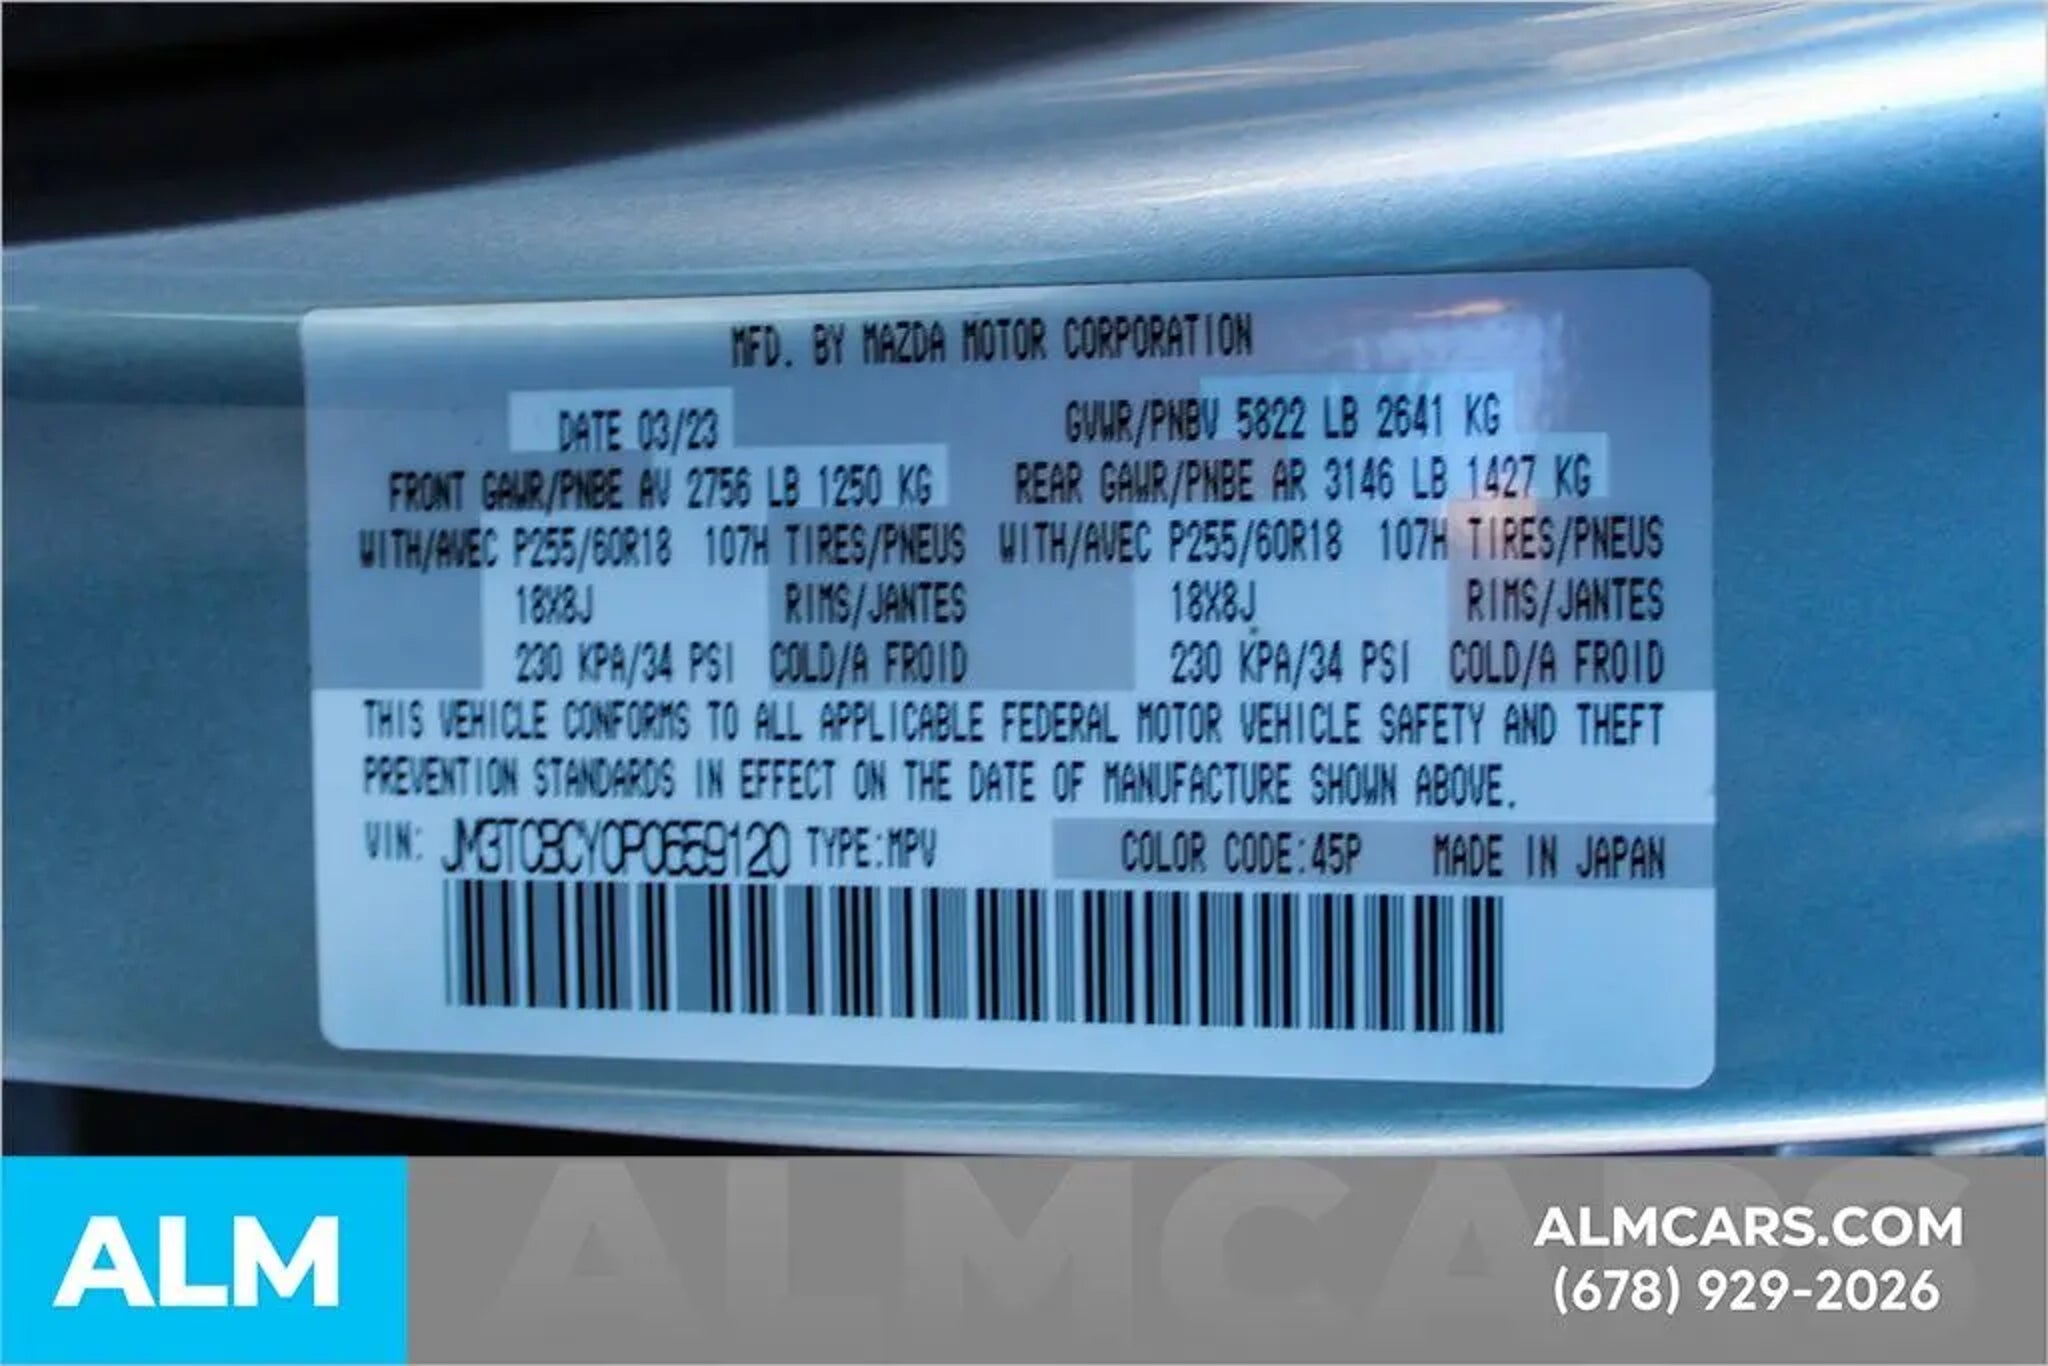 MFD. BY MAZDA MOTOR CORPORATION
DATE 03/23
GVWR/PNBV 5822 LB 2641 KG
FRONT GAWR/PNBE AV 2756 LB 1250 KG
REAR GAWR/PNBE AR 3146 LB 1427 KG
WITH/AVEC P255/60R18 107H TIRES/PNEUS
WITH/AVEC P255/60R18 107H TIRES/PNEUS
18X8J RIMS/JANTES
18X8J RIMS/JANTES
230 KPA/34 PSI COLD/A FROID
230 KPA/34 PSI COLD/A FROID
THIS VEHICLE CONFORMS TO ALL APPLICABLE FEDERAL MOTOR VEHICLE SAFETY AND THEFT
PREVENTION STANDARDS IN EFFECT ON THE DATE OF MANUFACTURE SHOWN ABOVE.
VIN: JM3TCBCY0P0659120 TYPE:MPV COLOR CODE:45P MADE IN JAPAN
ALM
ALMCARS
ALMCARS.COM
(678) 929-2026